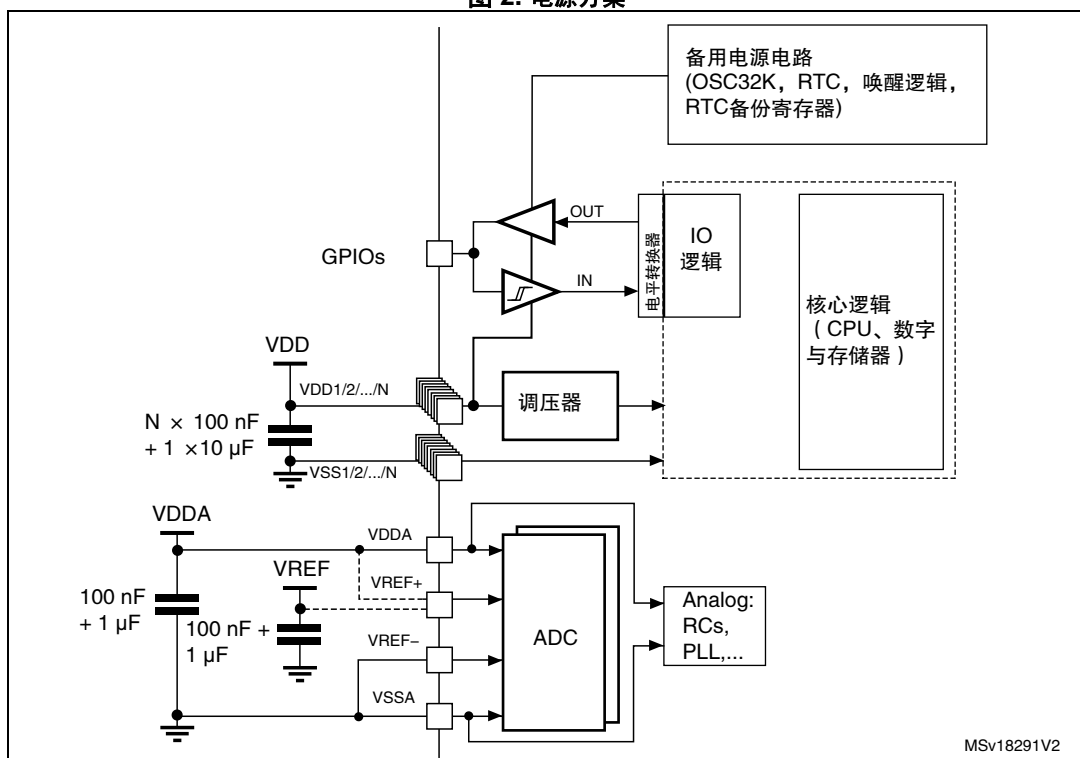 图 2. 电源方案
备用电源电路
(OSC32K，RTC，唤醒逻辑，
RTC备份寄存器)
OUT
IO
逻辑
电平转换器
GPIOs
IN
核心逻辑
（CPU、数字
与存储器）
VDD
VDD1/2/.../N
调压器
N × 100 nF
+ 1 ×10 µF
VSS1/2/.../N
VDDA
VDDA
VREF
VREF+
100 nF
+ 1 µF
100 nF +
1 µF
VREF−
ADC
Analog:
RCs,
PLL,...
VSSA
MSv18291V2